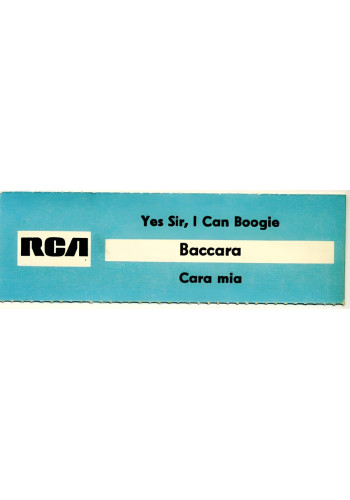 Yes Sir, I Can Boogie
RCA
Baccara
Cara mia